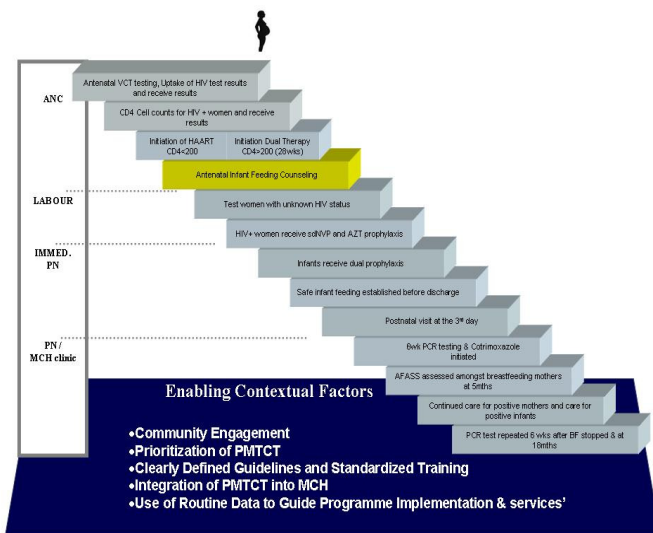 Antenatal VCT testing, Uptake of HIV test results
and receive results
ANC
CD4 Cell counts for HIV + women and receive
results
Initiation of HAART
CD4<200
Initiation Dual Therapy
CD4>200 (28wks)
Antenatal Infant Feeding Counseling
LABOUR
Test women with unknown HIV status
HIV+ women receive sdNVP and AZT prophylaxis
IMMED.
PN
Infants receive dual prophylaxis
Safe infant feeding established before discharge
Postnatal visit at the 3rd day
PN /
MCH clinic
6wk PCR testing & Cotrimoxazole
initiated
AFASS assessed amongst breastfeeding mothers
at 5mths
Continued care for positive mothers and care for
positive infants
PCR test repeated 6 wks after BF stopped & at
18mths
Enabling Contextual Factors
•Community Engagement
•Prioritization of PMTCT
•Clearly Defined Guidelines and Standardized Training
•Integration of PMTCT into MCH
•Use of Routine Data to Guide Programme Implementation & services'